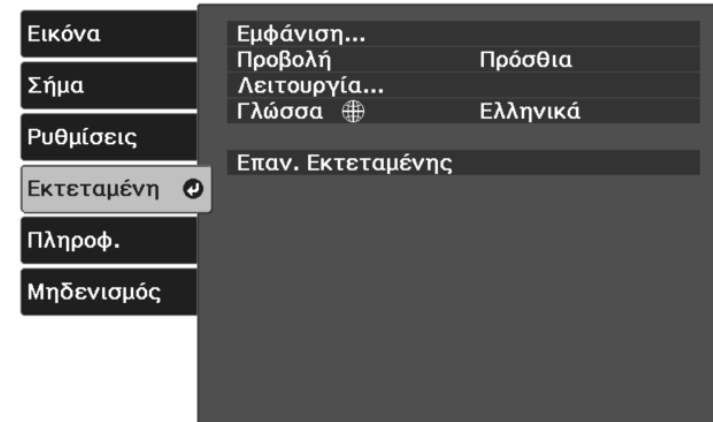 Εικόνα
Σήμα
Ρυθμίσεις
Εκτεταμένη
Πληροφ.
Μηδενισμός
Εμφάνιση...
Προβολή Πρόσθια
Λειτουργία...
Γλώσσα Ελληνικά
Επαν. Εκτεταμένης